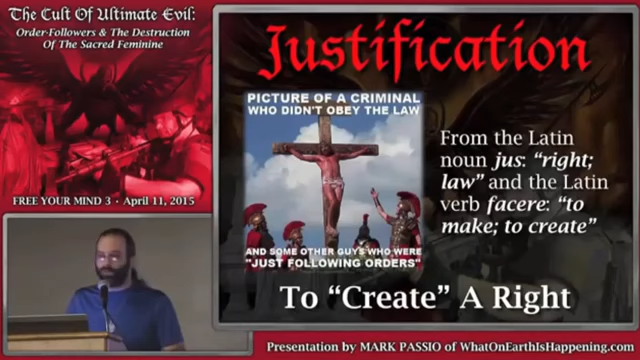 The Cult Of Ultimate Evil:
Order-Followers & The Destruction
Of The Sacred Feminine
FREE YOUR MIND 3 • April 11, 2015
Justification
PICTURE OF A CRIMINAL
WHO DIDN'T OBEY THE LAW
AND SOME OTHER GUYS WHO WERE
"JUST FOLLOWING ORDERS"
From the Latin
noun jus: “right;
law” and the Latin
verb facere: “to
make; to create”
To “Create” A Right
Presentation by MARK PASSIO of WhatOnEarthIsHappening.com